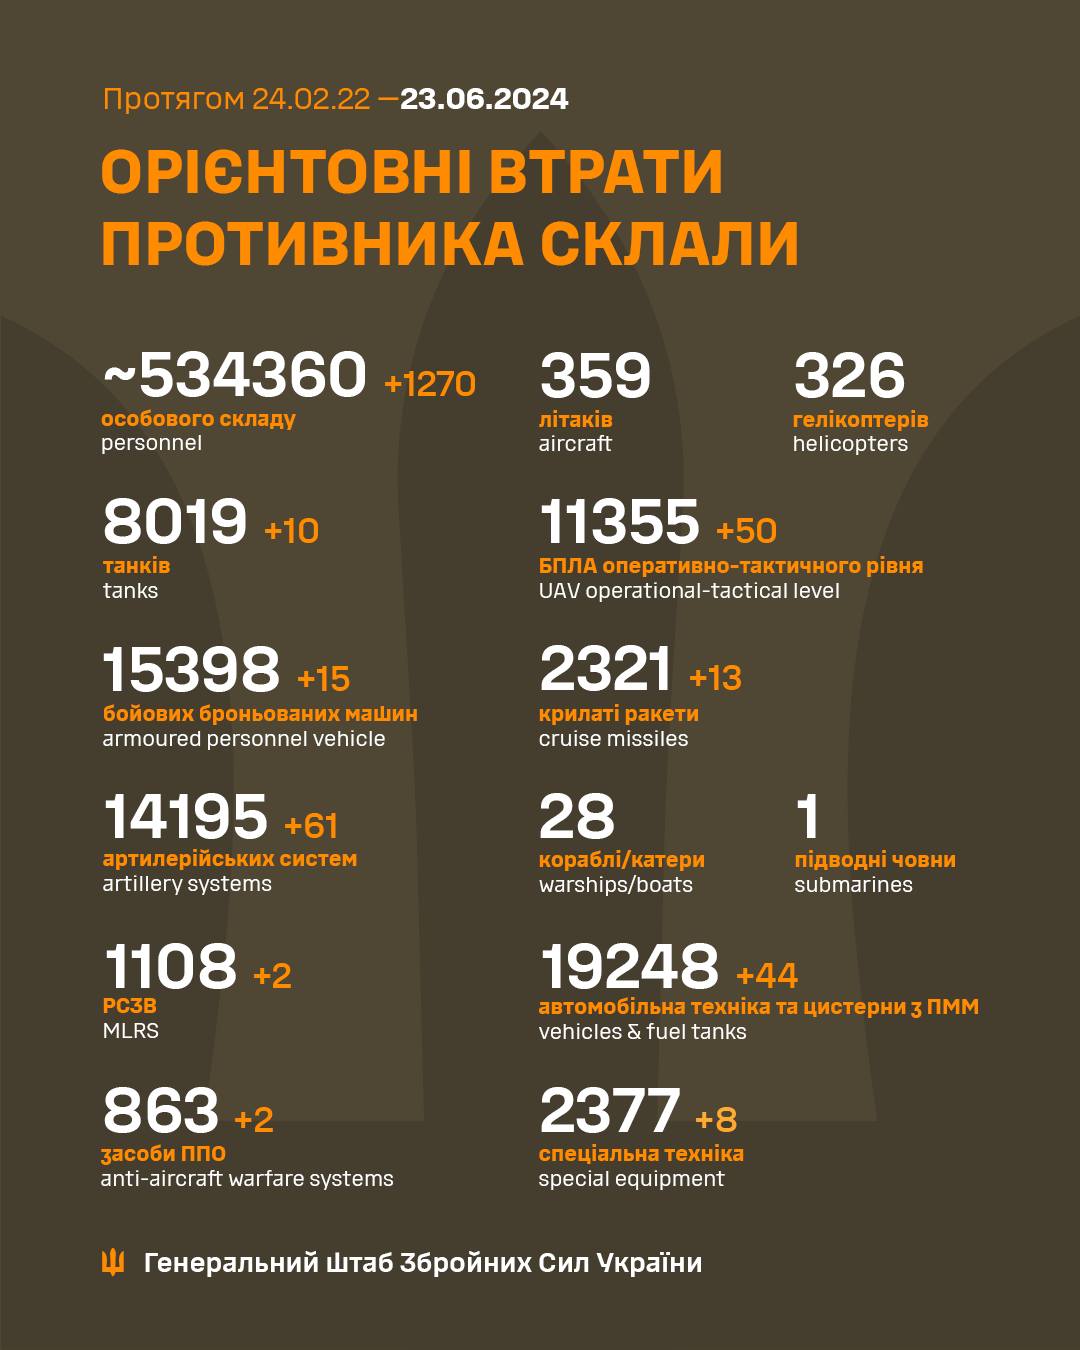 Протягом 24.02.22 —23.06.2024
ОРІЄНТОВНІ ВТРАТИ
ПРОТИВНИКА СКЛАЛИ
~534360 +1270
особового складу
personnel
359
літаків
aircraft
326
гелікоптерів
helicopters
8019 +10
танків
tanks
11355 +50
БПЛА оперативно-тактичного рівня
UAV operational-tactical level
15398 +15
бойових броньованих машин
armoured personnel vehicle
2321 +13
крилаті ракети
cruise missiles
14195 +61
артилерійських систем
artillery systems
28
кораблі/катери
warships/boats
1
підводні човни
submarines
1108 +2
РСЗВ
MLRS
19248 +44
автомобільна техніка та цистерни з ПММ
vehicles & fuel tanks
863 +2
засоби ППО
anti-aircraft warfare systems
2377 +8
спеціальна техніка
special equipment
Генеральний Штаб Збройних Сил України